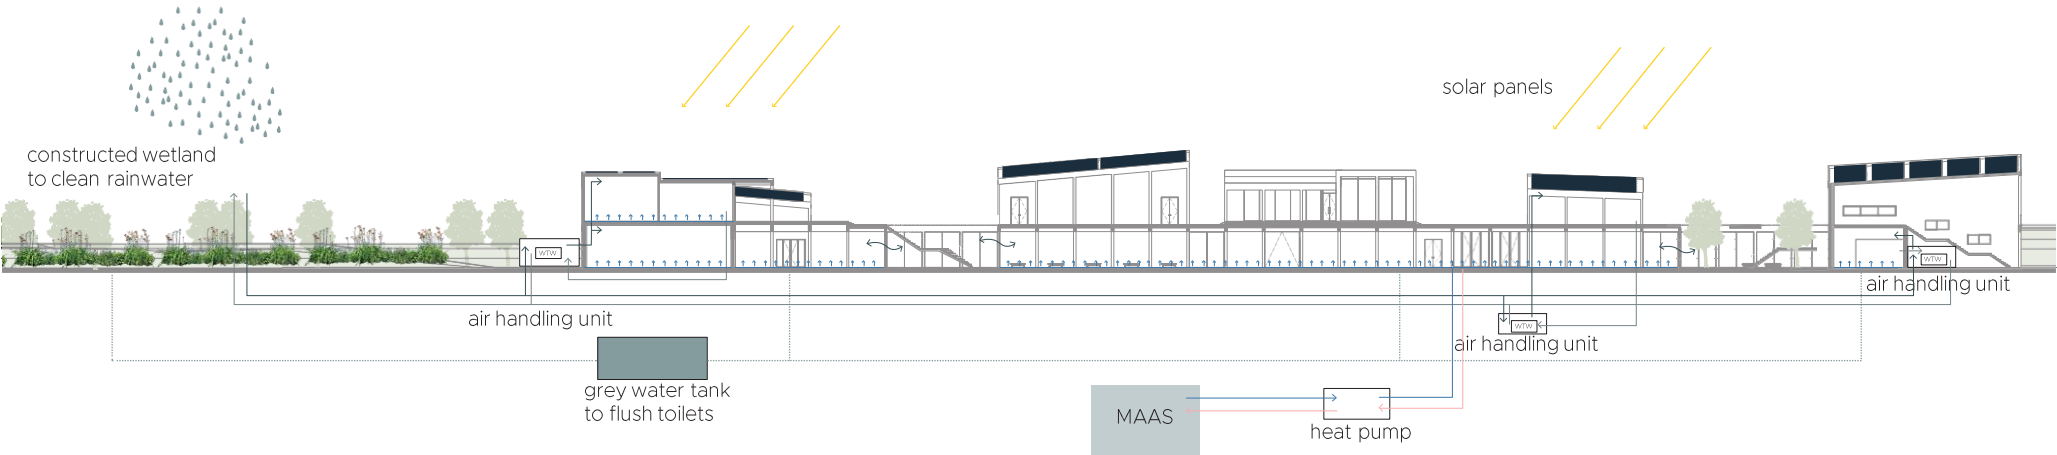 solar panels
constructed wetland
to clean rainwater
WTW
WTW
air handling unit
air handling unit
WTW
air handling unit
grey water tank
to flush toilets
MAAS
heat pump